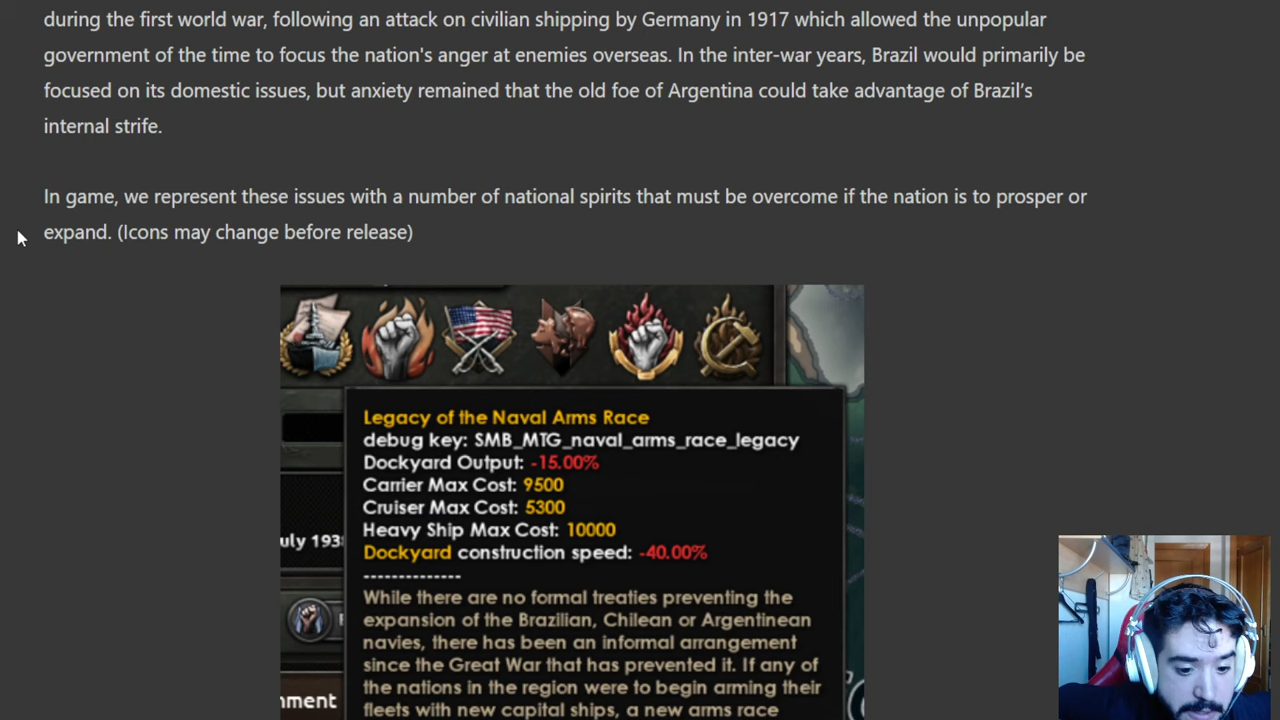 during the first world war, following an attack on civilian shipping by Germany in 1917 which allowed the unpopular
government of the time to focus the nation's anger at enemies overseas. In the inter-war years, Brazil would primarily be
focused on its domestic issues, but anxiety remained that the old foe of Argentina could take advantage of Brazil's
internal strife.
In game, we represent these issues with a number of national spirits that must be overcome if the nation is to prosper or
expand. (Icons may change before release)
Legacy of the Naval Arms Race
debug key: SMB_MTG_naval_arms_race_legacy
Dockyard Output: -15.00%
Carrier Max Cost: 9500
Cruiser Max Cost: 5300
Heavy Ship Max Cost: 10000
uly 193
Dockyard construction speed: -40.00%
--------------
While there are no formal treaties preventing the
expansion of the Brazilian, Chilean or Argentinean
navies, there has been an informal arrangement
since the Great War that has prevented it. If any of
the nations in the region were to begin arming their
nment
fleets with new capital ships, a new arms race